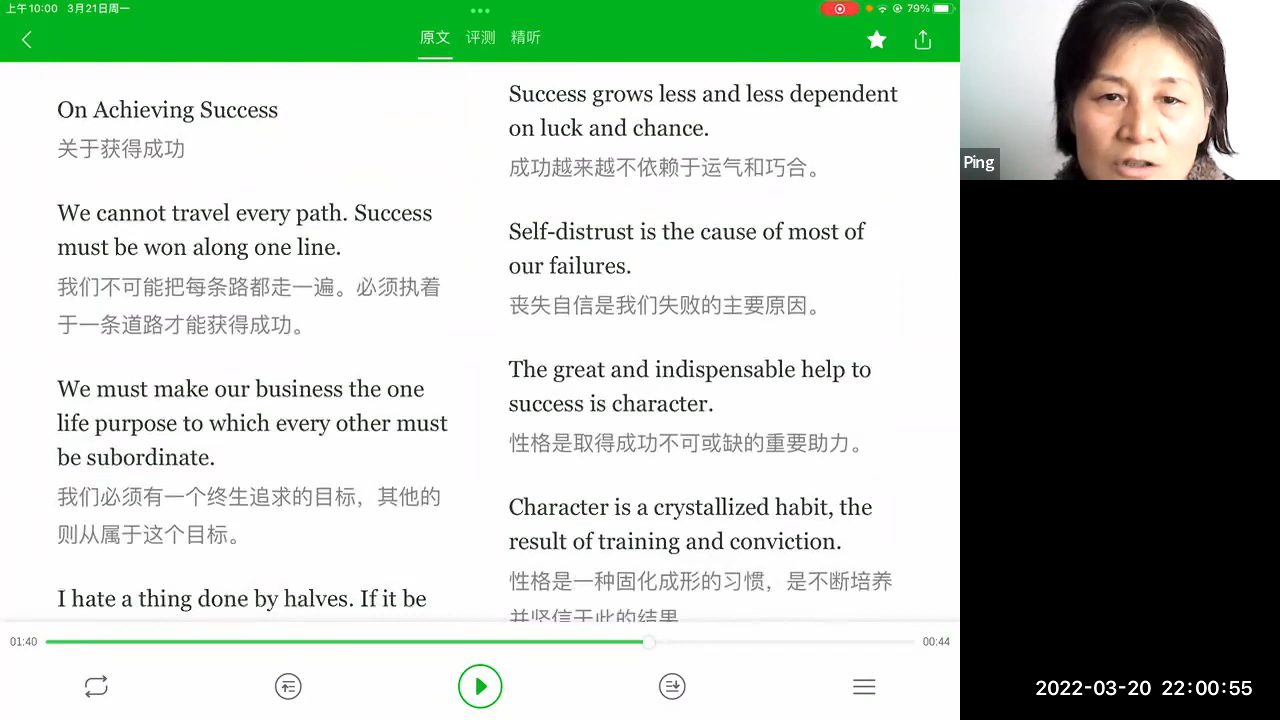 上午10:00 3月21日周一
79%
原文 评测 精听
On Achieving Success
关于获得成功
We cannot travel every path. Success
must be won along one line.
我们不可能把每条路都走一遍。必须执着
于一条道路才能获得成功。
We must make our business the one
life purpose to which every other must
be subordinate.
我们必须有一个终生追求的目标，其他的
则从属于这个目标。
I hate a thing done by halves. If it be
Success grows less and less dependent
on luck and chance.
成功越来越不依赖于运气和巧合。
Self-distrust is the cause of most of
our failures.
丧失自信是我们失败的主要原因。
The great and indispensable help to
success is character.
性格是取得成功不可或缺的重要助力。
Character is a crystallized habit, the
result of training and conviction.
性格是一种固化成形的习惯，是不断培养
并坚信于此的结果
01:40
00:44
Ping
2022-03-20 22:00:55